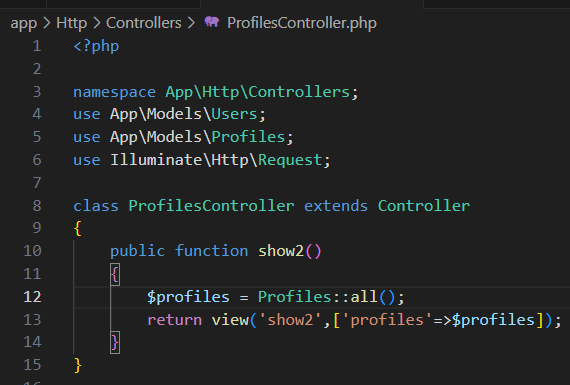 app > Http > Controllers > ProfilesController.php
1 <?php
2
3 namespace App\Http\Controllers;
4 use App\Models\Users;
5 use App\Models\Profiles;
6 use Illuminate\Http\Request;
7
8 class ProfilesController extends Controller
9 {
10     public function show2()
11     {
12         $profiles = Profiles::all();
13         return view('show2',['profiles'=>$profiles]);
14     }
15 }